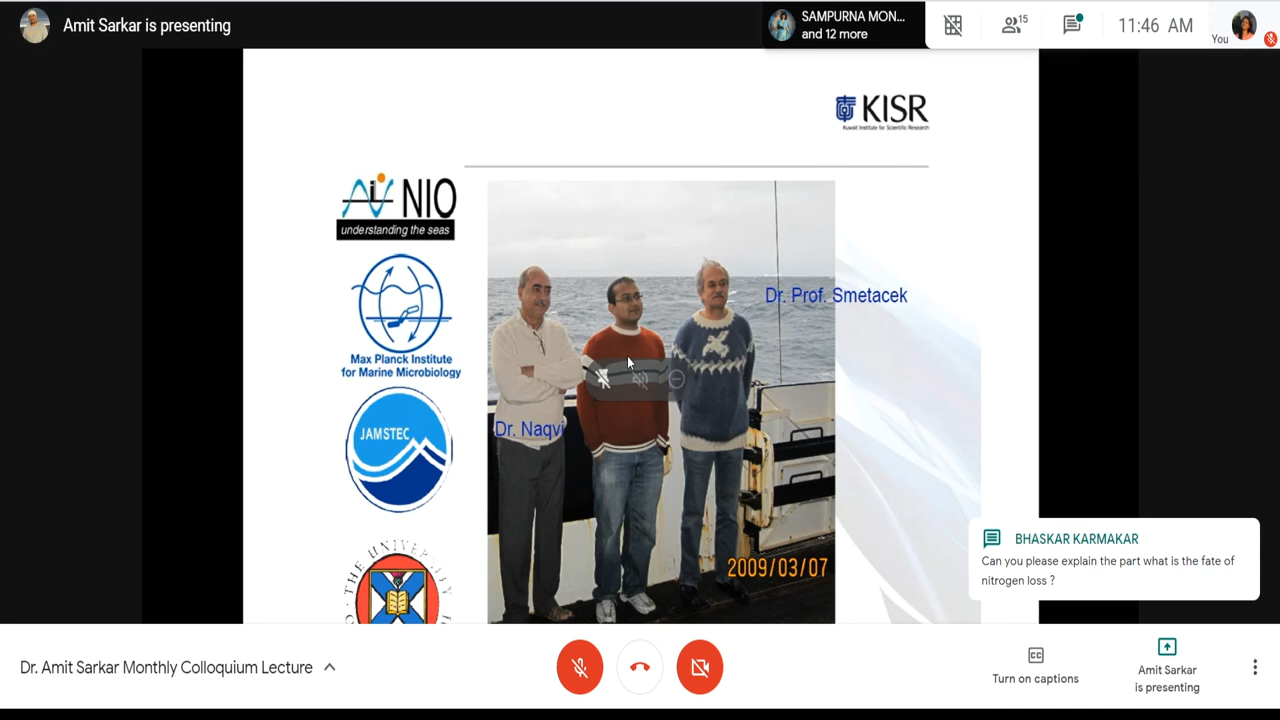 Amit Sarkar is presenting
SAMPURNA MON...
and 12 more
15
11:46 AM
You
KISR
Kuwait Institute for Scientific Research
NIO
understanding the seas
Dr. Prof. Smetacek
Max Planck Institute
for Marine Microbiology
Dr. Naqvi
JAMSTEC
2009/03/07
THE UNIVERSITY
BHASKAR KARMAKAR
Can you please explain the part what is the fate of
nitrogen loss ?
Dr. Amit Sarkar Monthly Colloquium Lecture
CC
Turn on captions
Amit Sarkar
is presenting